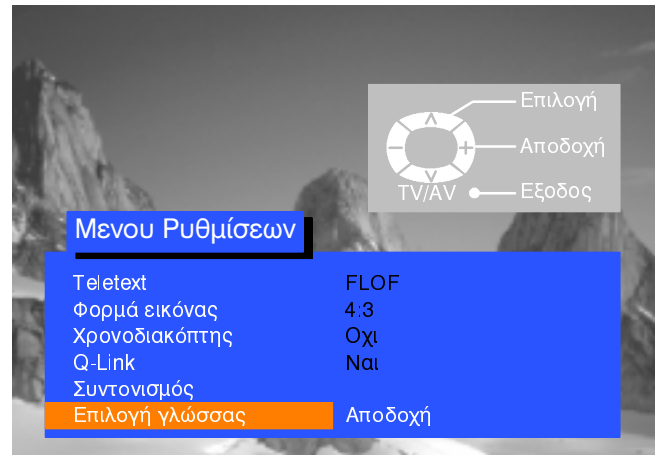 Επιλογή
Αποδοχή
TV/AV Εξοδος
Μενου Ρυθμίσεων
Teletext FLOF
Φορμά εικόνας 4:3
Χρονοδιακόπτης Οχι
Q-Link Ναι
Συντονισμός
Επιλογή γλώσσας Αποδοχή